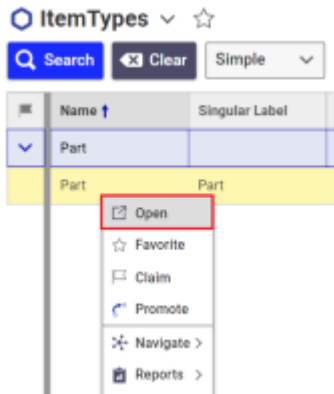 ItemTypes
Search Clear Simple
Name Singular Label
Part
Part Part
Open
Favorite
Claim
Promote
Navigate >
Reports >